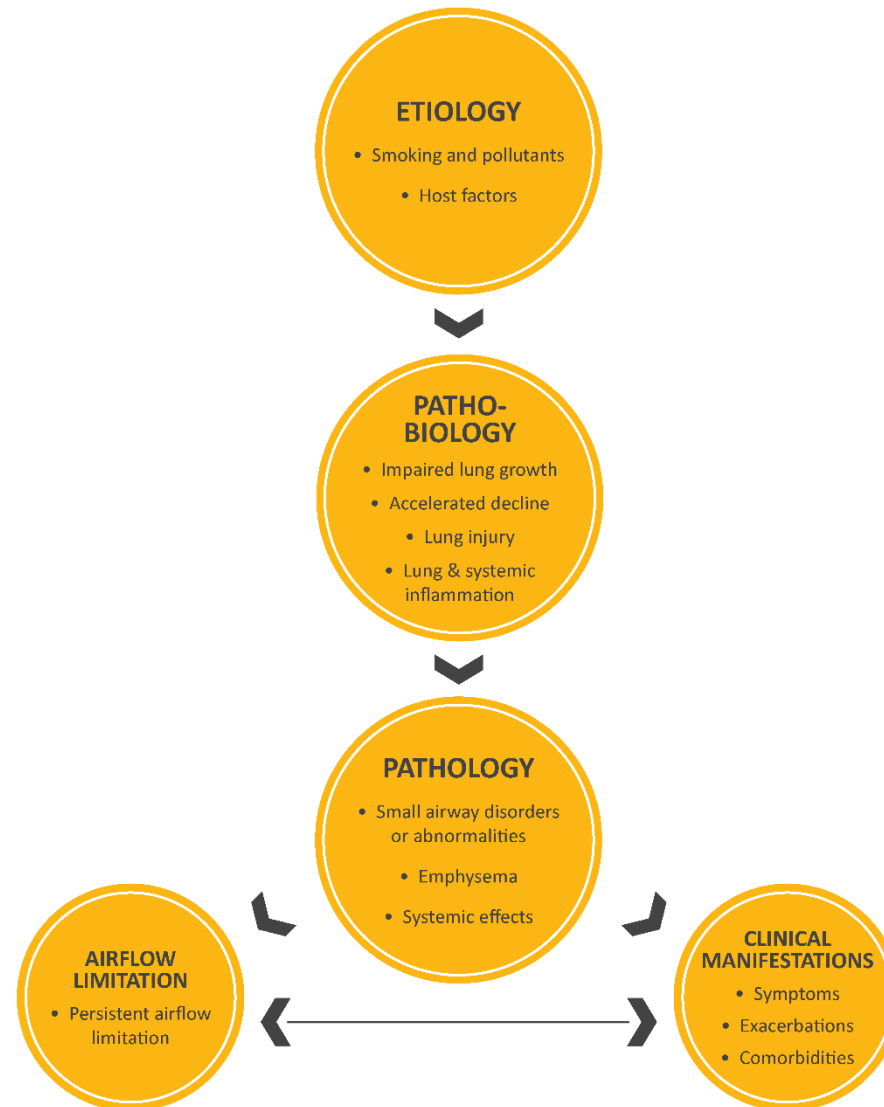 ETIOLOGY
• Smoking and pollutants
• Host factors
PATHO-
BIOLOGY
• Impaired lung growth
• Accelerated decline
• Lung injury
• Lung & systemic
inflammation
PATHOLOGY
• Small airway disorders
or abnormalities
• Emphysema
• Systemic effects
AIRFLOW
LIMITATION
• Persistent airflow
limitation
CLINICAL
MANIFESTATIONS
• Symptoms
• Exacerbations
• Comorbidities